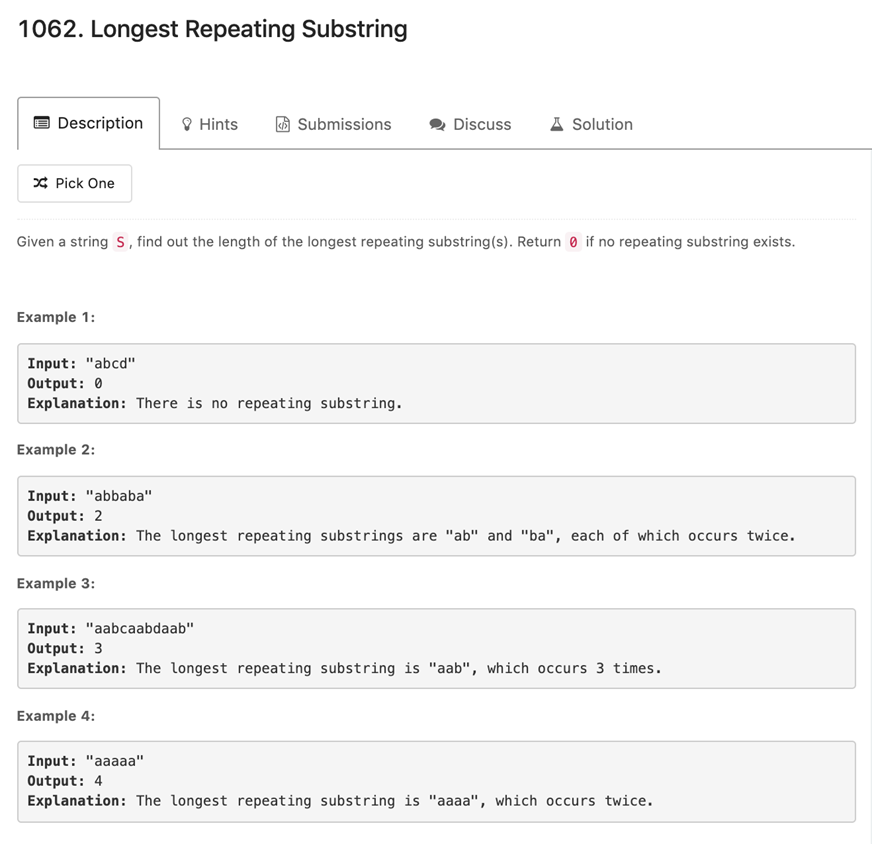 1062. Longest Repeating Substring
Description
Hints
Submissions
Discuss
Solution
Pick One
Given a string S, find out the length of the longest repeating substring(s). Return 0 if no repeating substring exists.
Example 1:
Input: "abcd"
Output: 0
Explanation: There is no repeating substring.
Example 2:
Input: "abbaba"
Output: 2
Explanation: The longest repeating substrings are "ab" and "ba", each of which occurs twice.
Example 3:
Input: "aabcaabdaab"
Output: 3
Explanation: The longest repeating substring is "aab", which occurs 3 times.
Example 4:
Input: "aaaaa"
Output: 4
Explanation: The longest repeating substring is "aaaa", which occurs twice.